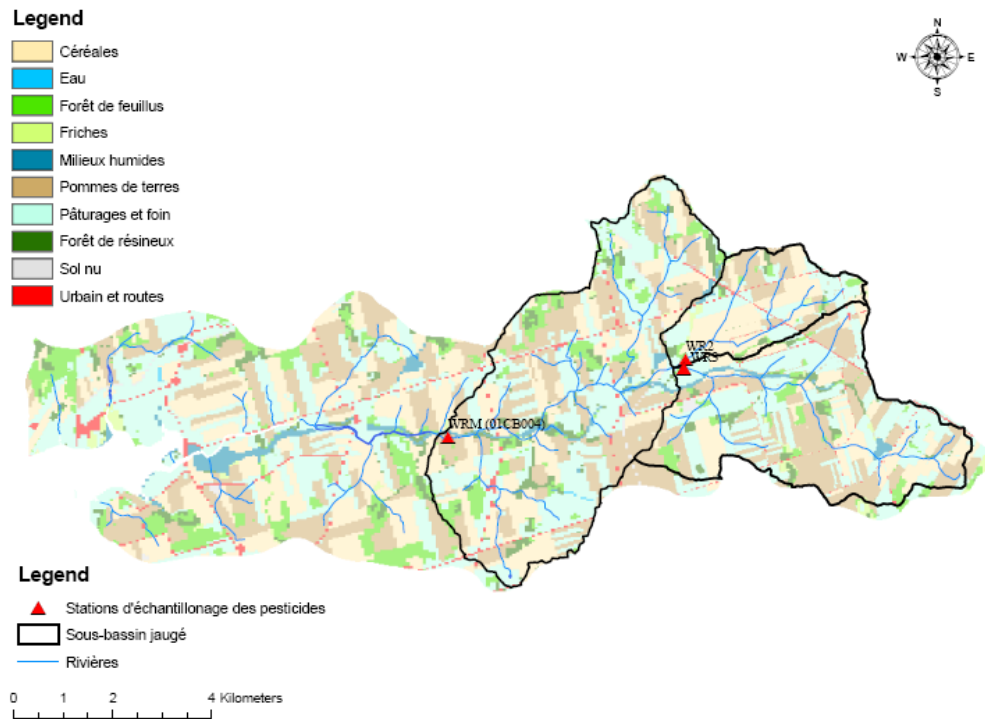 Legend
Céréales
Eau
Forêt de feuillus
Friches
Milieux humides
Pommes de terres
Pâturages et foin
Forêt de résineux
Sol nu
Urbain et routes
N
W E
S
WR2
WRS
WRM (01CB004)
Legend
Stations d'échantillonage des pesticides
Sous-bassin jaugé
Rivières
0 1 2 4 Kilometers